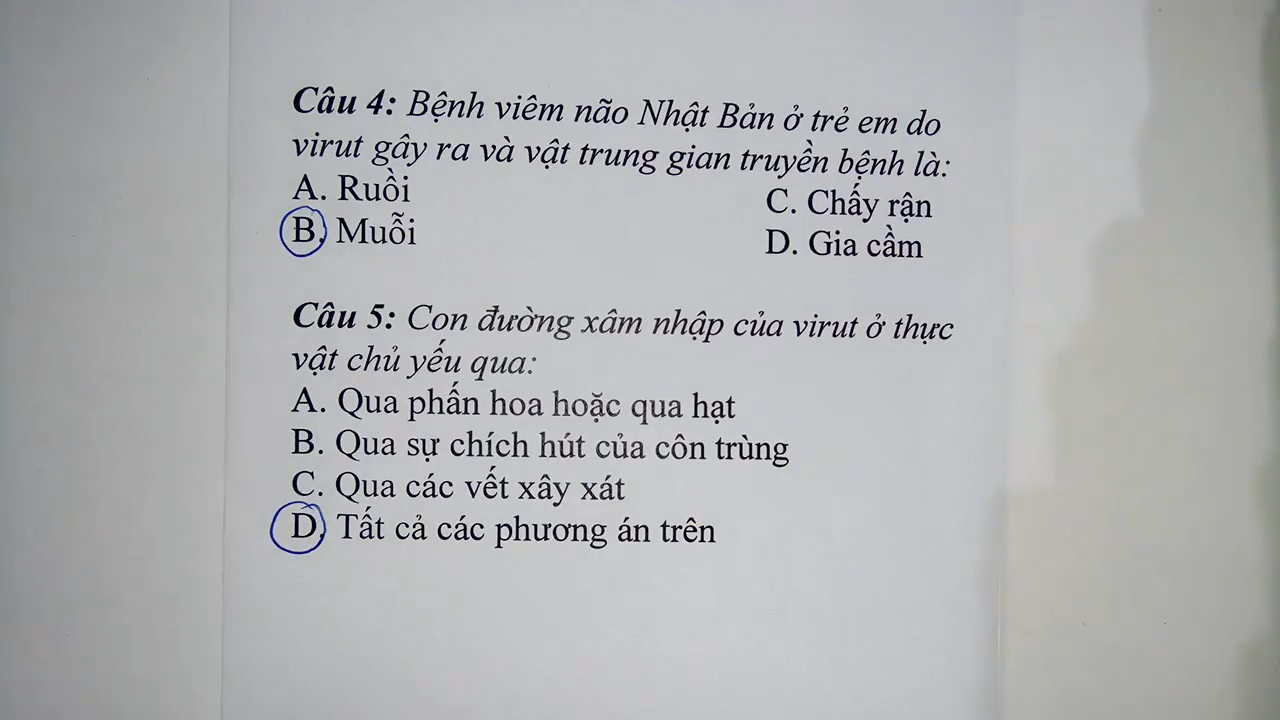 Câu 4: Bệnh viêm não Nhật Bản ở trẻ em do
virut gây ra và vật trung gian truyền bệnh là:
A. Ruồi
B. Muỗi
C. Chấy rận
D. Gia cầm
Câu 5: Con đường xâm nhập của virut ở thực
vật chủ yếu qua:
A. Qua phấn hoa hoặc qua hạt
B. Qua sự chích hút của côn trùng
C. Qua các vết xây xát
D. Tất cả các phương án trên